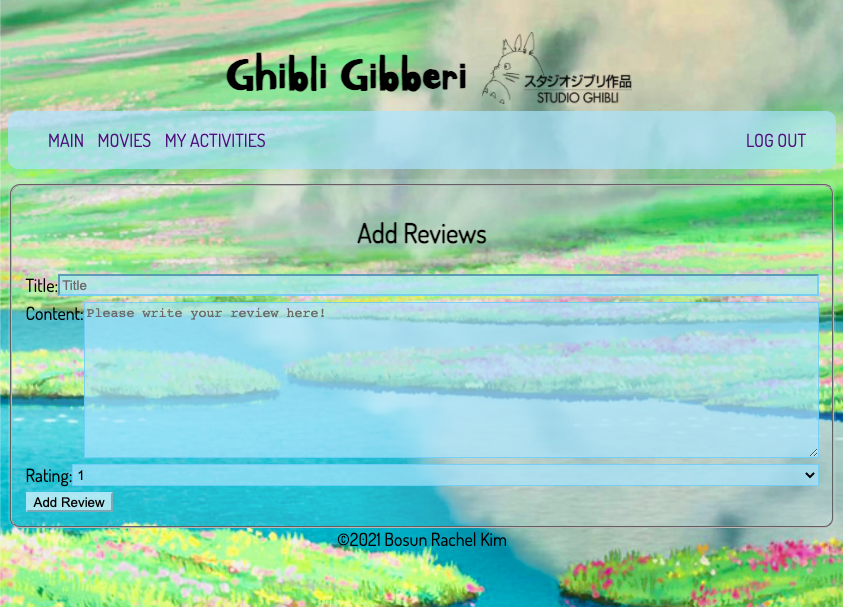 Ghibli Gibberi
スタジオジブリ作品
STUDIO GHIBLI
MAIN MOVIES MY ACTIVITIES LOG OUT
Add Reviews
Title: Title
Content: Please write your review here!
Rating: 1
Add Review
©2021 Bosun Rachel Kim